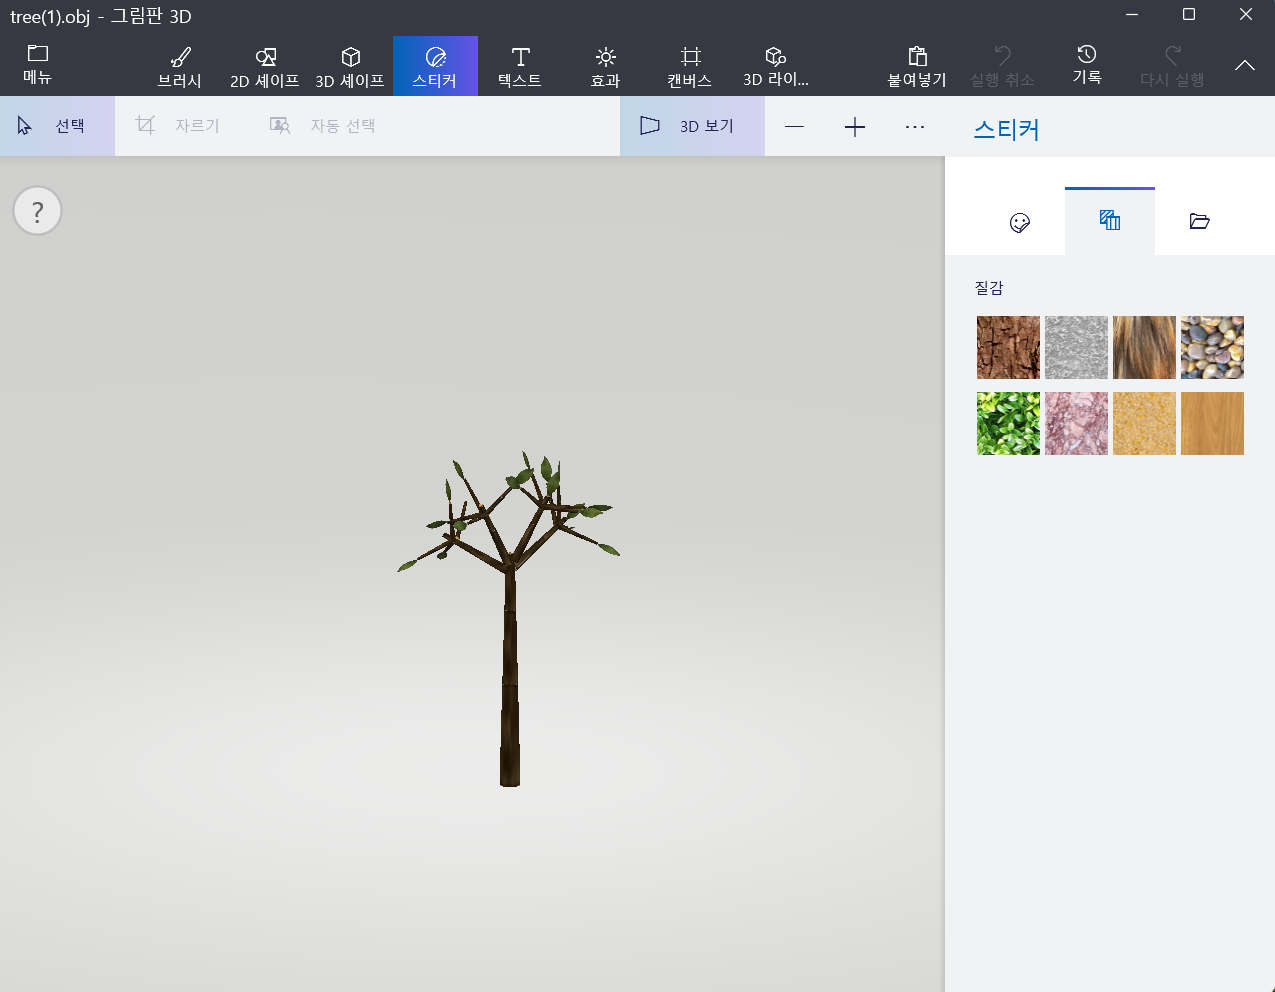 tree(1).obj - 그림판 3D
메뉴
브러시
2D 셰이프
3D 셰이프
스티커
텍스트
효과
캔버스
3D 라이...
붙여넣기
실행 취소
기록
다시 실행
선택
자르기
자동 선택
3D 보기
스티커
?
질감